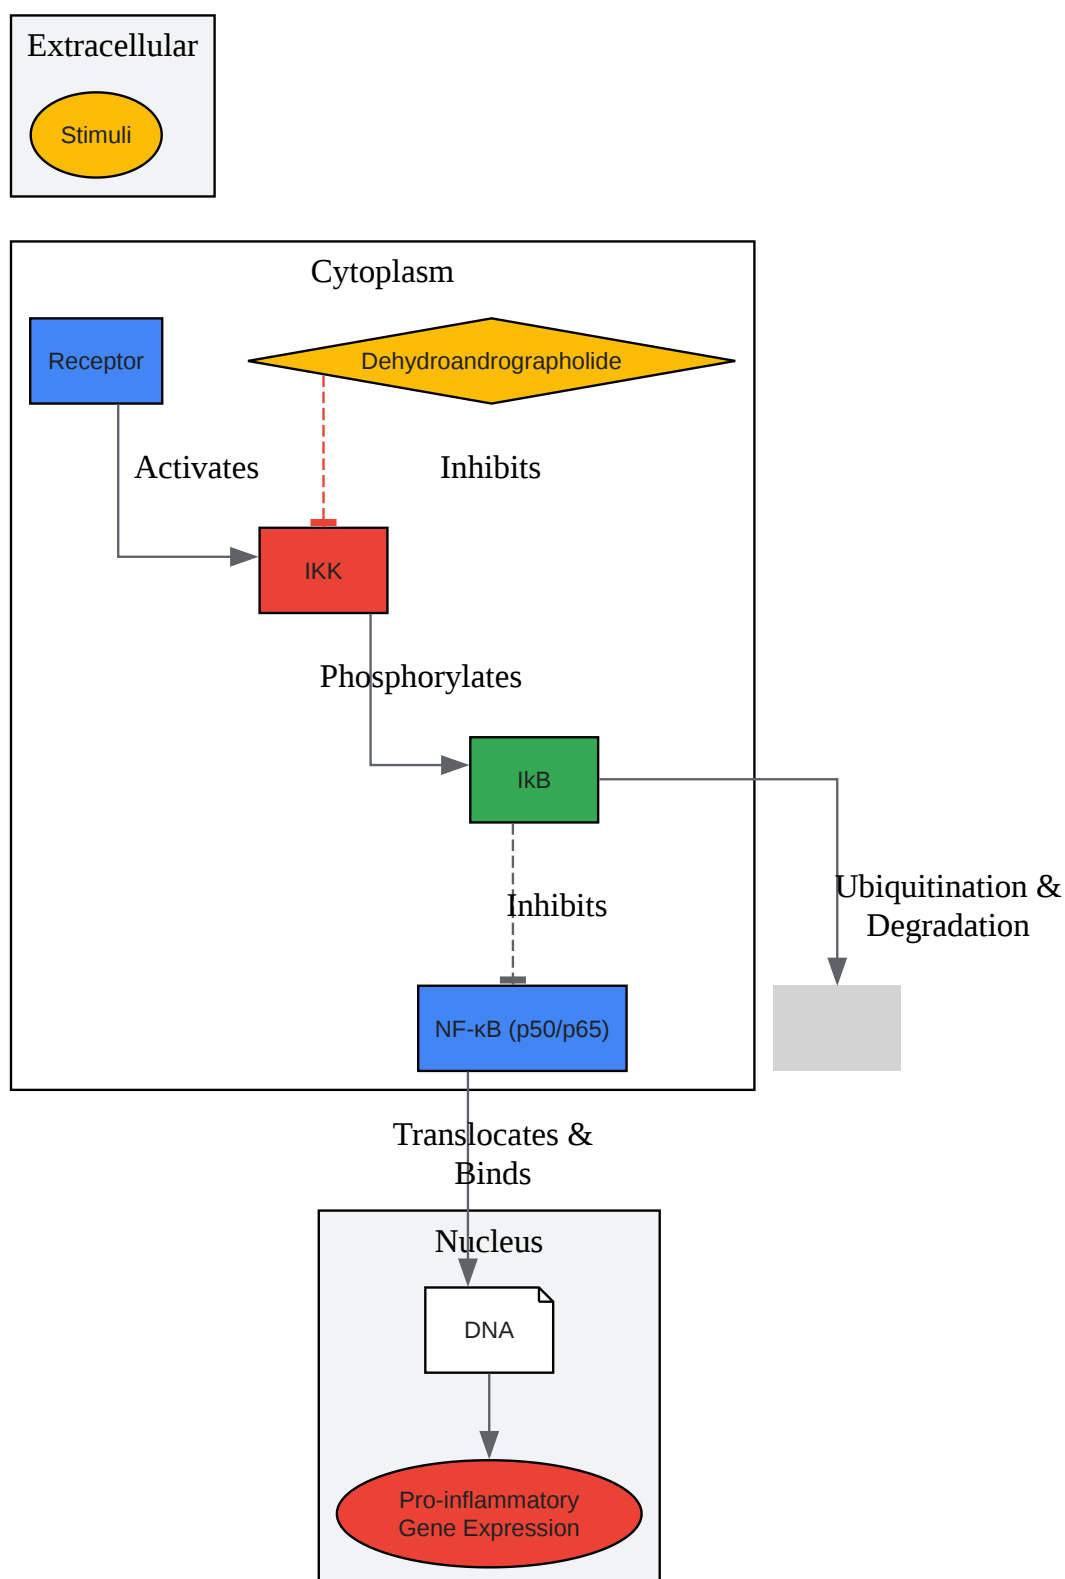 Extracellular
Stimuli
Cytoplasm
Receptor
Dehydroandrographolide
Activates
Inhibits
IKK
Phosphorylates
IkB
Ubiquitination &
Degradation
Inhibits
NF-κB (p50/p65)
Translocates &
Binds
Nucleus
DNA
Pro-inflammatory
Gene Expression